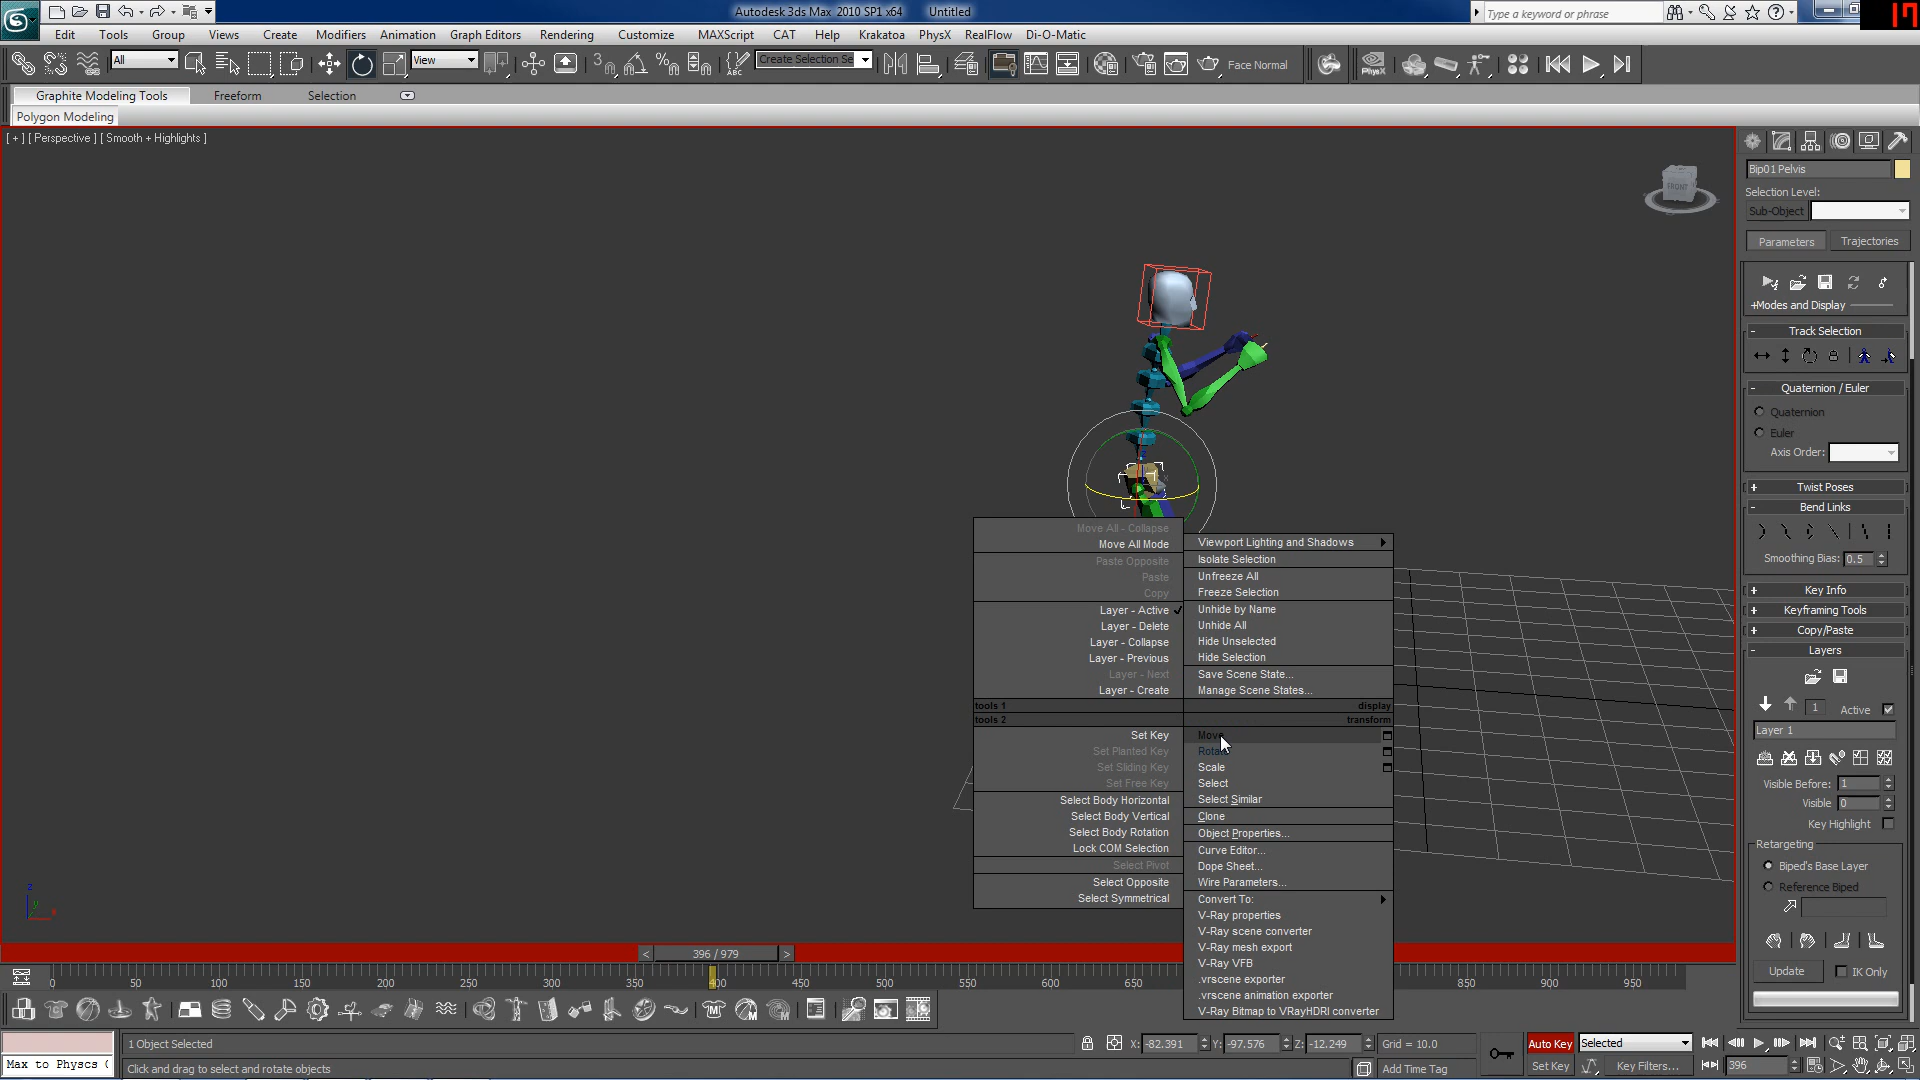 Autodesk 3ds Max 2010 SP1 x64 Untitled
Type a keyword or phrase
17
Edit Tools Group Views Create Modifiers Animation Graph Editors Rendering Customize MAXScript CAT Help Krakatoa PhysX RealFlow Di-O-Matic
All View Create Selection Se Face Normal PhysX
Graphite Modeling Tools Freeform Selection
Polygon Modeling
[ + ] [ Perspective ] [ Smooth + Highlights ]
FRONT
Bip01 Pelvis
Selection Level:
Sub-Object
Parameters Trajectories
+Modes and Display
- Track Selection
- Quaternion / Euler
Quaternion
Euler
Axis Order:
+ Twist Poses
- Bend Links
Smoothing Bias: 0.5
+ Key Info
+ Keyframing Tools
+ Copy/Paste
- Layers
1 Active
Layer 1
Visible Before: 1
Visible 0
Key Highlight
Retargeting
Biped's Base Layer
Reference Biped
Update IK Only
Move All - Collapse
Move All Mode
Paste Opposite
Paste
Copy
Layer - Active
Layer - Delete
Layer - Collapse
Layer - Previous
Layer - Next
Layer - Create
tools 1
tools 2
Set Key
Set Planted Key
Set Sliding Key
Set Free Key
Select Body Horizontal
Select Body Vertical
Select Body Rotation
Lock COM Selection
Select Pivot
Select Opposite
Select Symmetrical
Viewport Lighting and Shadows
Isolate Selection
Unfreeze All
Freeze Selection
Unhide by Name
Unhide All
Hide Unselected
Hide Selection
Save Scene State...
Manage Scene States...
display
transform
Move
Rotate
Scale
Select
Select Similar
Clone
Object Properties...
Curve Editor...
Dope Sheet...
Wire Parameters...
Convert To:
V-Ray properties
V-Ray scene converter
V-Ray mesh export
V-Ray VFB
.vrscene exporter
.vrscene animation exporter
V-Ray Bitmap to VRayHDRI converter
z
y
x
< 396 / 979 >
0 50 100 150 200 250 300 350 400 450 500 550 600 650 850 900 950
1 Object Selected
X: -82.391 Y: -97.576 Z: -12.249 Grid = 10.0
Auto Key Selected
Max to Physcs (
Click and drag to select and rotate objects
Add Time Tag
Set Key Key Filters... 396